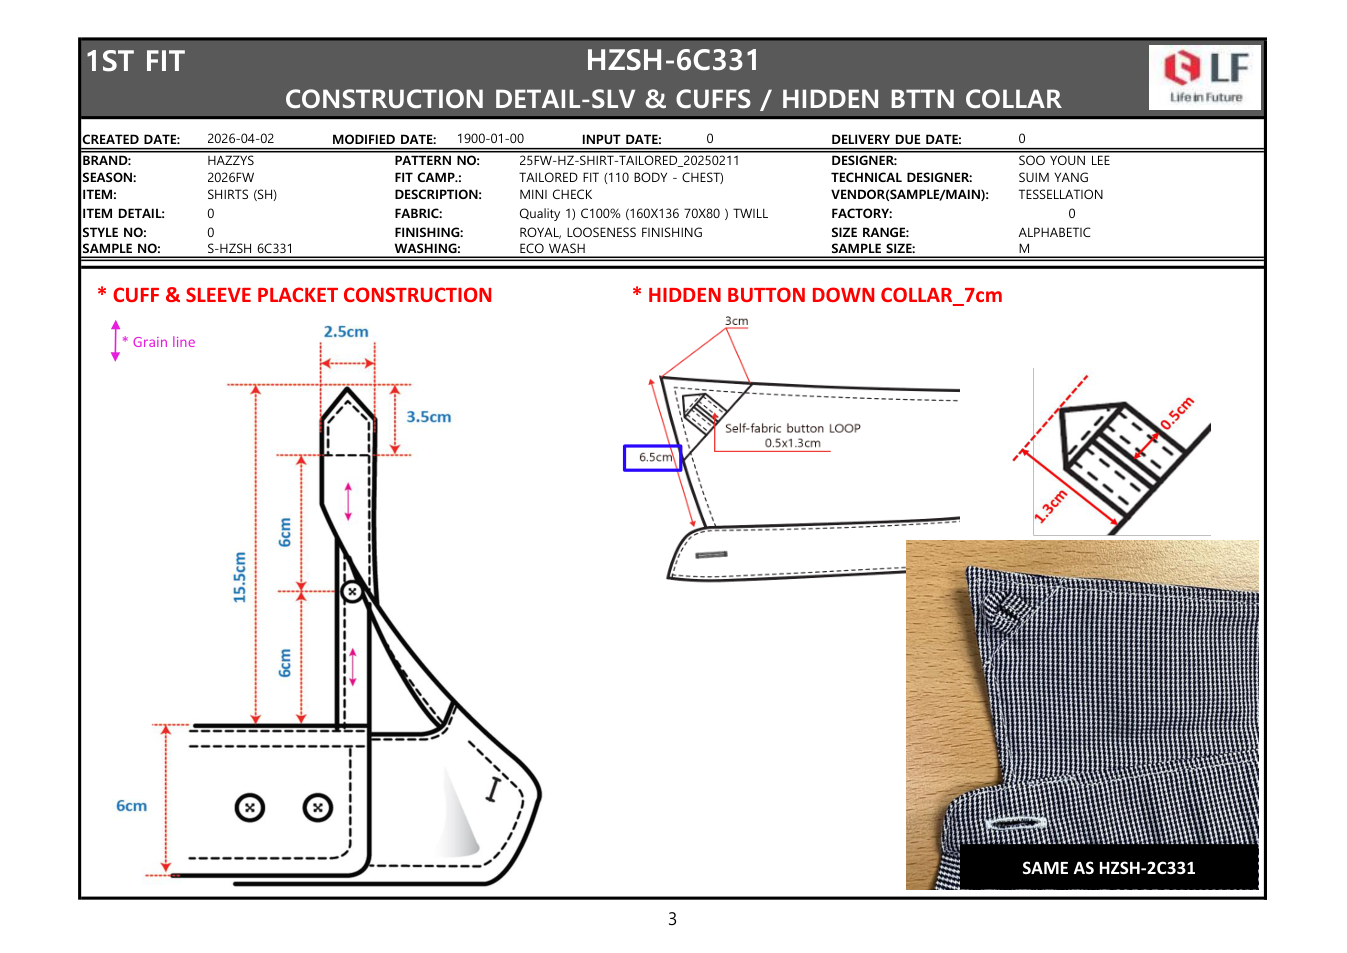 1ST FIT
HZSH-6C331
CONSTRUCTION DETAIL-SLV & CUFFS / HIDDEN BTTN COLLAR
LF
Life in Future
CREATED DATE: 2026-04-02 MODIFIED DATE: 1900-01-00 INPUT DATE: 0 DELIVERY DUE DATE: 0
BRAND: HAZZYS PATTERN NO: 25FW-HZ-SHIRT-TAILORED_20250211 DESIGNER: SOO YOUN LEE
SEASON: 2026FW FIT CAMP.: TAILORED FIT (110 BODY - CHEST) TECHNICAL DESIGNER: SUIM YANG
ITEM: SHIRTS (SH) DESCRIPTION: MINI CHECK VENDOR(SAMPLE/MAIN): TESSELLATION
ITEM DETAIL: 0 FABRIC: Quality 1) C100% (160X136 70X80 ) TWILL FACTORY: 0
STYLE NO: 0 FINISHING: ROYAL, LOOSENESS FINISHING SIZE RANGE: ALPHABETIC
SAMPLE NO: S-HZSH 6C331 WASHING: ECO WASH SAMPLE SIZE: M
* CUFF & SLEEVE PLACKET CONSTRUCTION
* Grain line
2.5cm
3.5cm
6cm
15.5cm
6cm
6cm
* HIDDEN BUTTON DOWN COLLAR_7cm
3cm
Self-fabric button LOOP
0.5x1.3cm
6.5cm
0.5cm
1.3cm
SAME AS HZSH-2C331
3